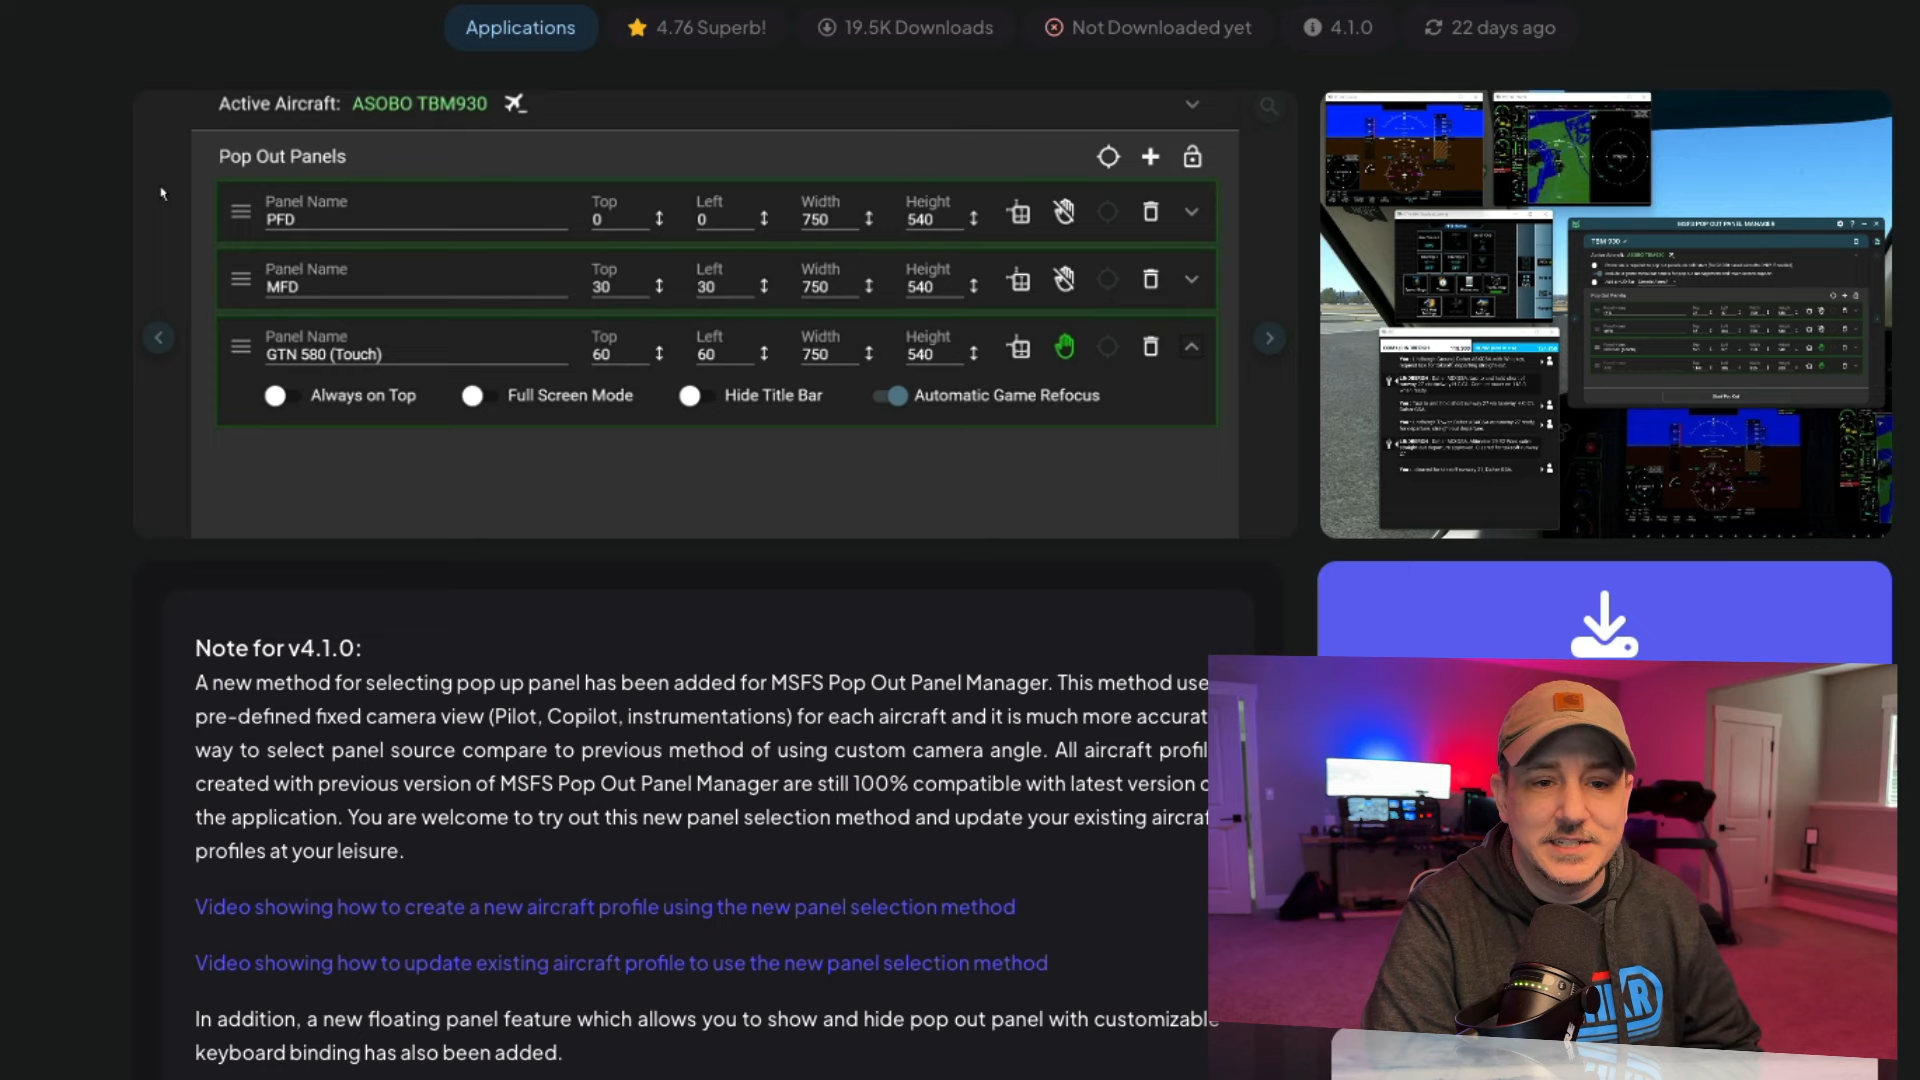 Applications
4.76 Superb!
19.5K Downloads
Not Downloaded yet
4.1.0
22 days ago
Active Aircraft: ASOBO TBM930
Pop Out Panels
Panel Name Top Left Width Height
PFD 0 0 750 540
Panel Name Top Left Width Height
MFD 30 30 750 540
Panel Name Top Left Width Height
GTN 580 (Touch) 60 60 750 540
Always on Top Full Screen Mode Hide Title Bar Automatic Game Refocus
MSFS POP OUT PANEL MANAGER
TBM 930
Note for v4.1.0:
A new method for selecting pop up panel has been added for MSFS Pop Out Panel Manager. This method use
pre-defined fixed camera view (Pilot, Copilot, instrumentations) for each aircraft and it is much more accurat
way to select panel source compare to previous method of using custom camera angle. All aircraft profil
created with previous version of MSFS Pop Out Panel Manager are still 100% compatible with latest version
the application. You are welcome to try out this new panel selection method and update your existing aircraf
profiles at your leisure.
Video showing how to create a new aircraft profile using the new panel selection method
Video showing how to update existing aircraft profile to use the new panel selection method
In addition, a new floating panel feature which allows you to show and hide pop out panel with customizable
keyboard binding has also been added.